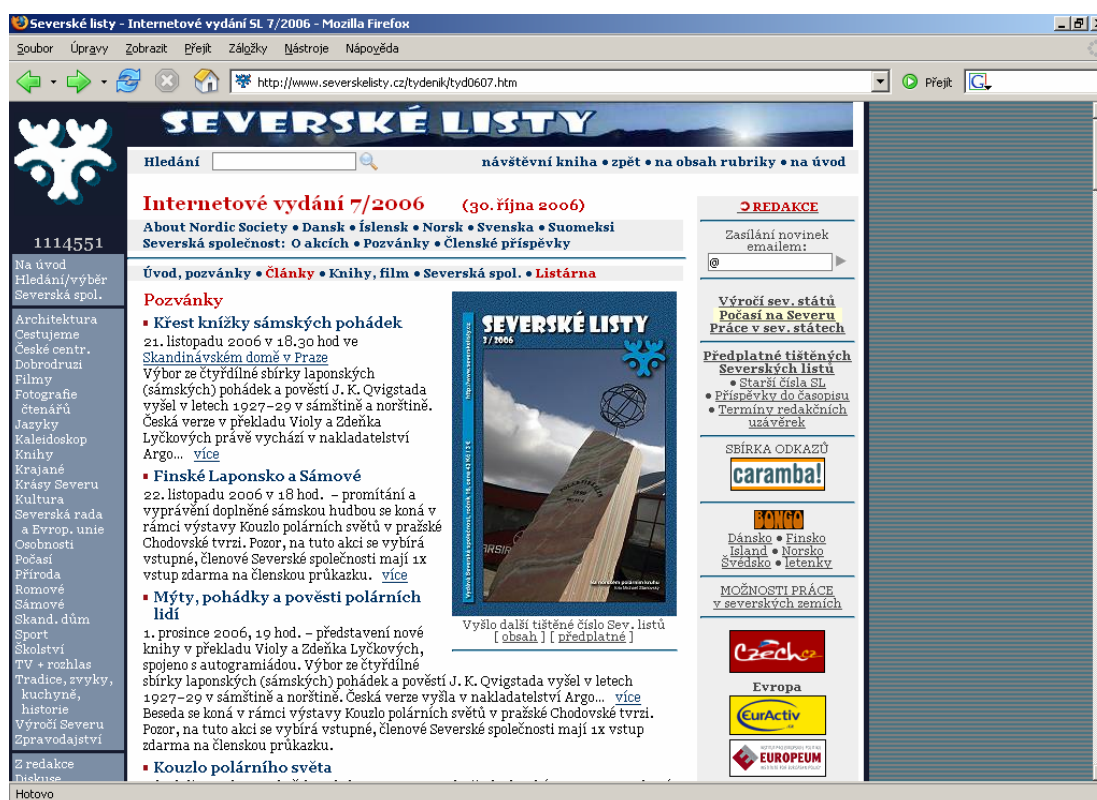 Severské listy - Internetové vydání SL 7/2006 - Mozilla Firefox
Soubor Úpravy Zobrazit Přejít Záložky Nástroje Nápověda
http://www.severskelisty.cz/tydenik/tyd0607.htm
Přejít
G
SEVERSKÉ LISTY
Hledání
návštěvní kniha • zpět • na obsah rubriky • na úvod
1114551
Na úvod
Hledání/výběr
Severská spol.
Architektura
Cestujeme
České centr.
Dobrodruzi
Filmy
Fotografie
čtenářů
Jazyky
Kaleidoskop
Knihy
Krajané
Krásy Severu
Kultura
Severská rada
a Evrop. unie
Osobnosti
Počasí
Příroda
Romové
Sámové
Skand. dům
Sport
Školství
TV + rozhlas
Tradice, zvyky,
kuchyně,
historie
Výročí Severu
Zpravodajství
Z redakce
Diskuse
Internetové vydání 7/2006 (30. října 2006)
About Nordic Society • Dansk • Íslensk • Norsk • Svenska • Suomeksi
Severská společnost: O akcích • Pozvánky • Členské příspěvky
Úvod, pozvánky • Články • Knihy, film • Severská spol. • Listárna
Pozvánky
Křest knížky sámských pohádek
21. listopadu 2006 v 18.30 hod ve
Skandinávském domě v Praze
Výbor ze čtyřdílné sbírky laponských
(sámských) pohádek a pověstí J. K. Qvigstada
vyšel v letech 1927–29 v sámštině a norštině.
Česká verze v překladu Violy a Zdeňka
Lyčkových právě vychází v nakladatelství
Argo... více
Finské Laponsko a Sámové
22. listopadu 2006 v 18 hod. – promítání a
vyprávění doplněné sámskou hudbou se koná v
rámci výstavy Kouzlo polárních světů v pražské
Chodovské tvrzi. Pozor, na tuto akci se vybírá
vstupné, členové Severské společnosti mají 1x
vstup zdarma na členskou průkazku. více
Mýty, pohádky a pověsti polárních
lidí
1. prosince 2006, 19 hod. – představení nové
knihy v překladu Violy a Zdeňka Lyčkových,
spojeno s autogramiádou. Výbor ze čtyřdílné
sbírky laponských (sámských) pohádek a pověstí J. K. Qvigstada vyšel v letech
1927–29 v sámštině a norštině. Česká verze vyšla v nakladatelství Argo... více
Beseda se koná v rámci výstavy Kouzlo polárních světů v pražské Chodovské tvrzi.
Pozor, na tuto akci se vybírá vstupné, členové Severské společnosti mají 1x vstup
zdarma na členskou průkazku.
Kouzlo polárního světa
SEVERSKÉ LISTY
3 / 2006
http://www.severskelisty.cz
Vyšlo další tištěné číslo Sev. listů
[ obsah ] [ předplatné ]
REDAKCE
Zasílání novinek
emailem:
@
Výročí sev. států
Počasí na Severu
Práce v sev. státech
Předplatné tištěných
Severských listů
• Starší čísla SL
• Příspěvky do časopisu
• Termíny redakčních
uzávěrek
SBÍRKA ODKAZŮ
caramba!
BONGO
Dánsko • Finsko
Island • Norsko
Švédsko • letenky
MOŽNOSTI PRÁCE
v severských zemích
Czech.cz
Evropa
EurActiv
EUROPEUM
Hotovo